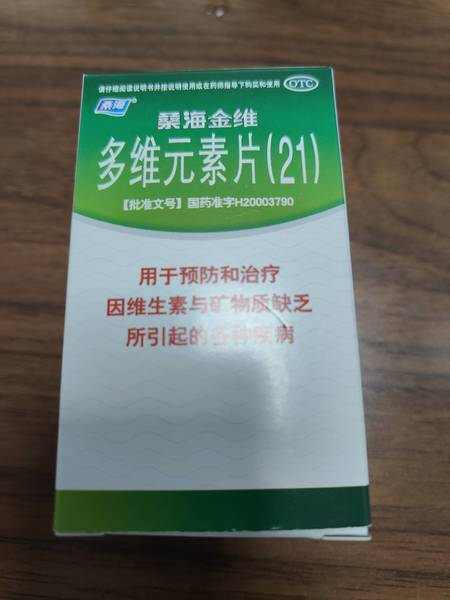 请仔细阅读说明书并按说明使用或在药师指导下购买和使用
OTC
桑海®
桑海金维
多维元素片(21)
【批准文号】国药准字H20003790
用于预防和治疗
因维生素与矿物质缺乏
所引起的各种疾病